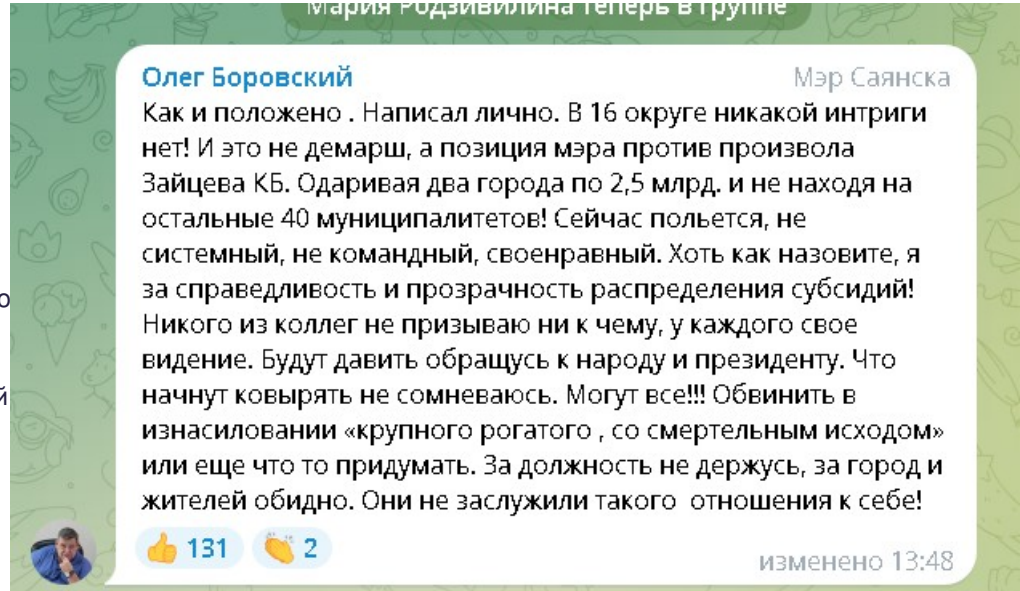 Мария Родзивилина теперь в группе
Олег Боровский
Мэр Саянска
Как и положено . Написал лично. В 16 округе никакой интриги
нет! И это не демарш, а позиция мэра против произвола
Зайцева КБ. Одаривая два города по 2,5 млрд. и не находя на
остальные 40 муниципалитетов! Сейчас польется, не
системный, не командный, своенравный. Хоть как назовите, я
за справедливость и прозрачность распределения субсидий!
Никого из коллег не призываю ни к чему, у каждого свое
видение. Будут давить обращусь к народу и президенту. Что
начнут ковырять не сомневаюсь. Могут все!!! Обвинить в
изнасиловании «крупного рогатого , со смертельным исходом»
или еще что то придумать. За должность не держусь, за город и
жителей обидно. Они не заслужили такого  отношения к себе!
👍 131 👏 2
изменено 13:48